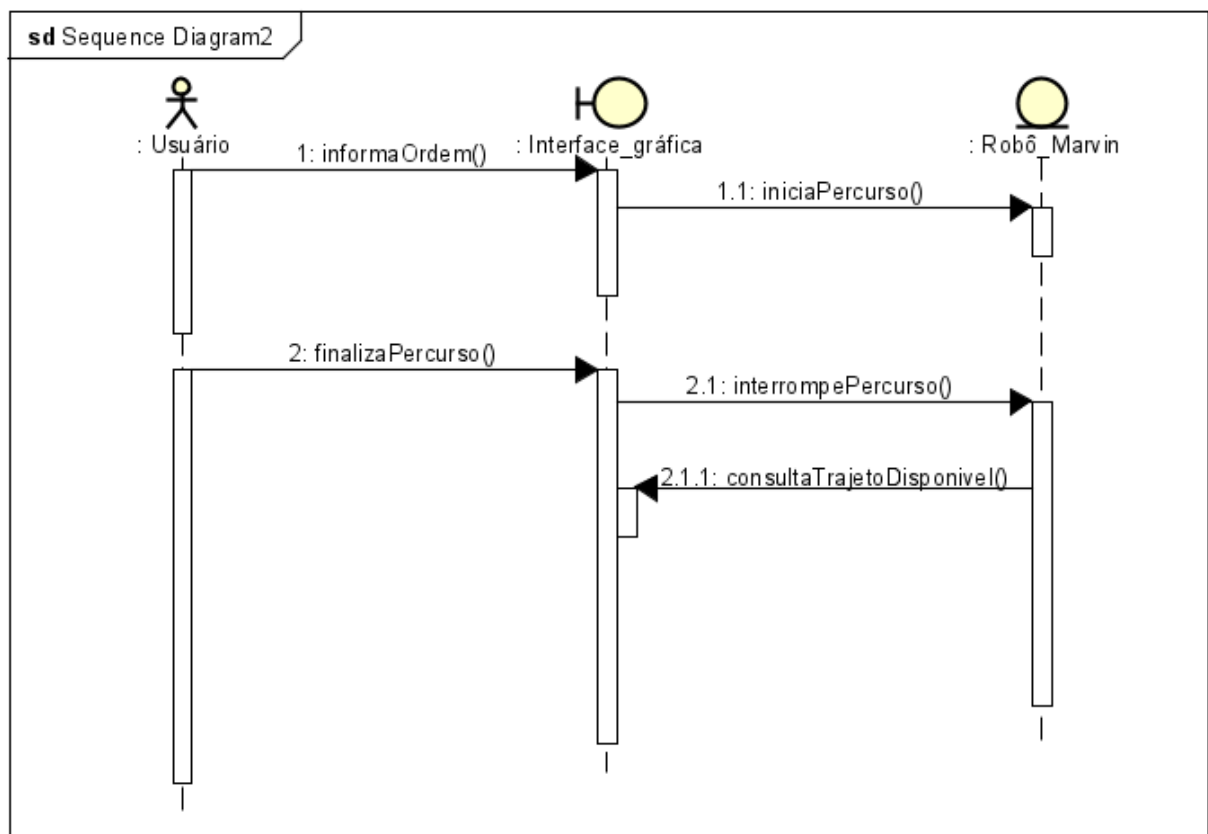 sd Sequence Diagram2
: Usuário
: Interface_gráfica
: Robô_Marvin
1: informaOrdem()
1.1: iniciaPercurso()
2: finalizaPercurso()
2.1: interrompePercurso()
2.1.1: consultaTrajetoDisponivel()